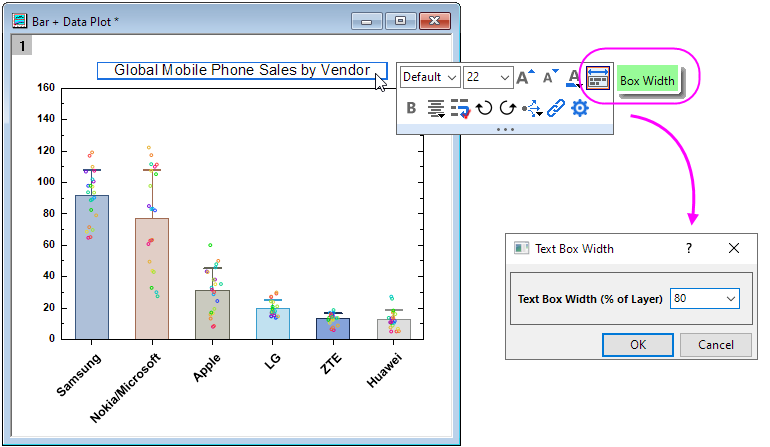 Bar + Data Plot *
1
Global Mobile Phone Sales by Vendor
Default
22
A
A
A
Box Width
B
160
140
120
100
80
60
40
20
0
Samsung
Nokia/Microsoft
Apple
LG
ZTE
Huawei
Text Box Width
?
Text Box Width (% of Layer)
80
OK
Cancel